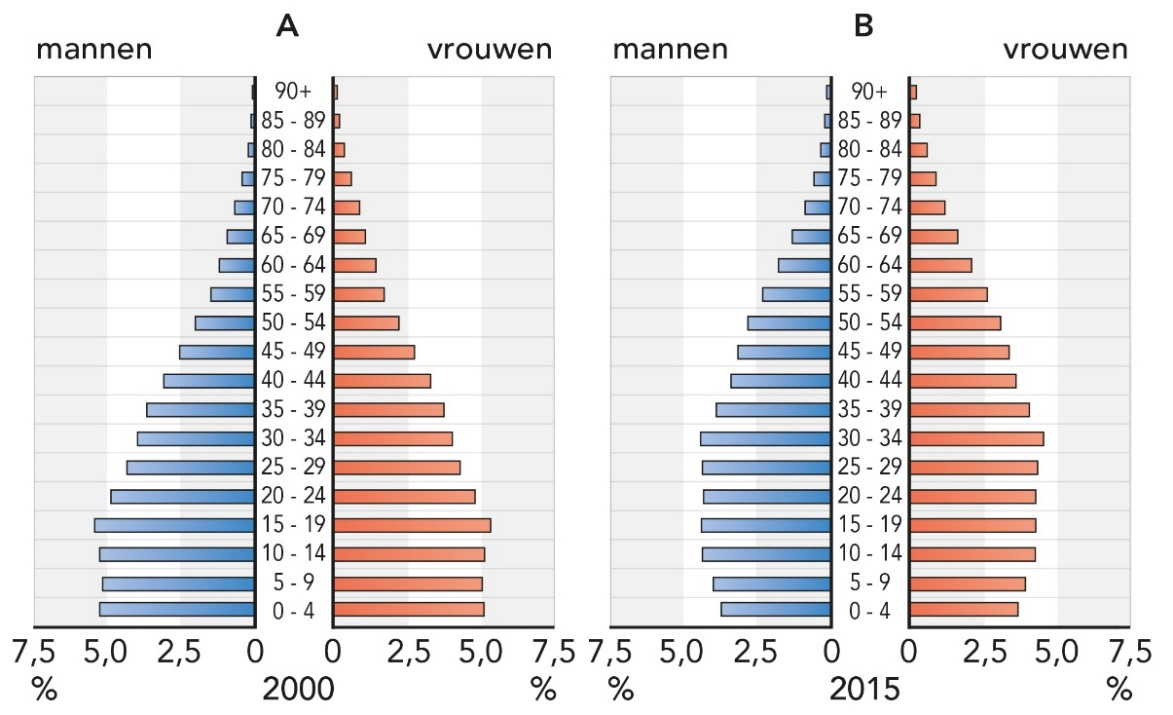 A B
mannen vrouwen mannen vrouwen
90+ 90+
85 - 89 85 - 89
80 - 84 80 - 84
75 - 79 75 - 79
70 - 74 70 - 74
65 - 69 65 - 69
60 - 64 60 - 64
55 - 59 55 - 59
50 - 54 50 - 54
45 - 49 45 - 49
40 - 44 40 - 44
35 - 39 35 - 39
30 - 34 30 - 34
25 - 29 25 - 29
20 - 24 20 - 24
15 - 19 15 - 19
10 - 14 10 - 14
5 - 9 5 - 9
0 - 4 0 - 4
7,5 5,0 2,5 0 0 2,5 5,0 7,5 7,5 5,0 2,5 0 0 2,5 5,0 7,5
% 2000 % % 2015 %